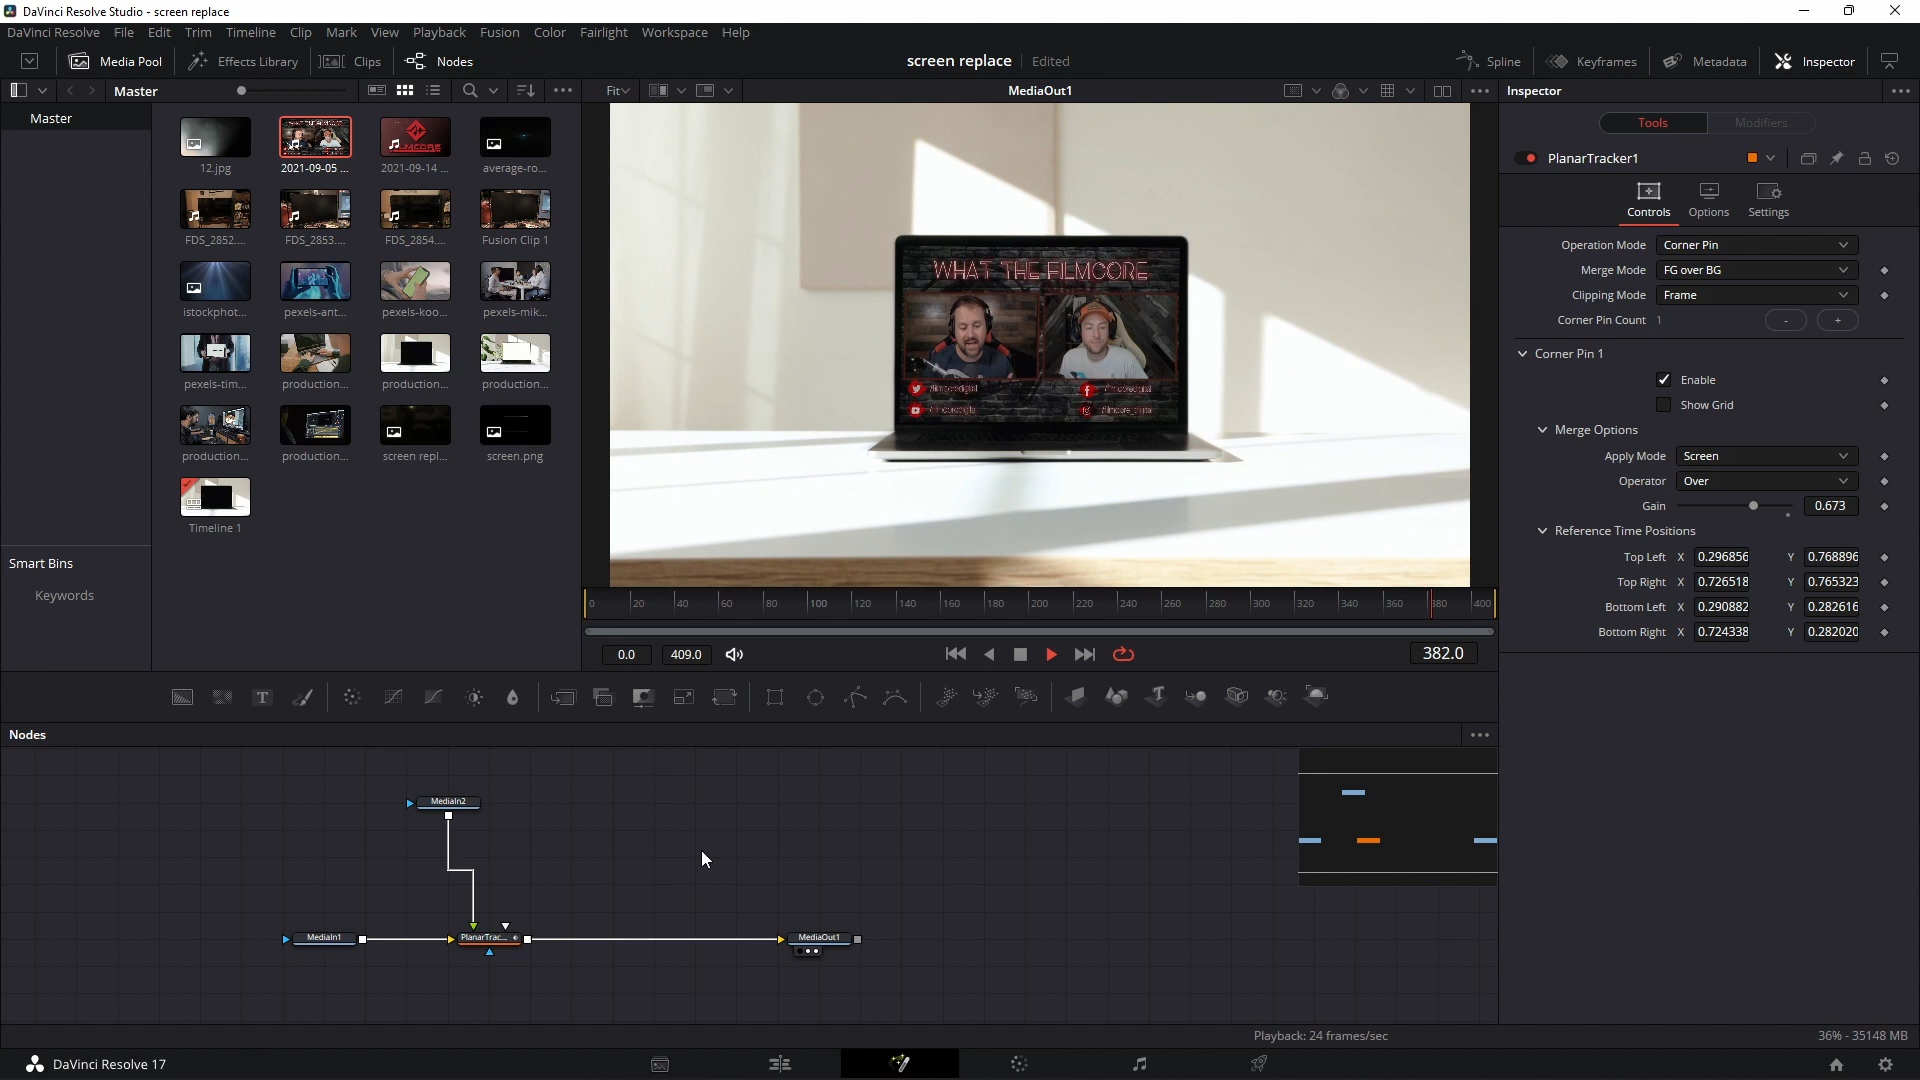 DaVinci Resolve Studio - screen replace
DaVinci Resolve File Edit Trim Timeline Clip Mark View Playback Fusion Color Fairlight Workspace Help
Media Pool Effects Library Clips Nodes screen replace Edited Spline Keyframes Metadata Inspector
Master Fit MediaOut1 Inspector
Master
Tools Modifiers
12.jpg 2021-09-05 ... 2021-09-14 ... average-ro...
PlanarTracker1
Controls Options Settings
FDS_2852.... FDS_2853.... FDS_2854.... Fusion Clip 1
Operation Mode Corner Pin
Merge Mode FG over BG
Clipping Mode Frame
istockphot... pexels-ant... pexels-koo... pexels-mik...
Corner Pin Count 1 - +
Corner Pin 1
Enable
pexels-tim... production... production... production...
Show Grid
Merge Options
production... production... screen repl... screen.png
Apply Mode Screen
Operator Over
Gain 0.673
Timeline 1
Reference Time Positions
Top Left X 0.296856 Y 0.768896
Top Right X 0.726518 Y 0.765323
Bottom Left X 0.290882 Y 0.282616
Bottom Right X 0.724338 Y 0.282020
WHAT THE FILMCORE
Smart Bins
Keywords
0 20 40 60 80 100 120 140 160 180 200 220 240 260 280 300 320 340 360 380 400
0.0 409.0 382.0
Nodes
MediaIn2
MediaIn1 PlanarTrac... MediaOut1
Playback: 24 frames/sec 36% - 35148 MB
DaVinci Resolve 17